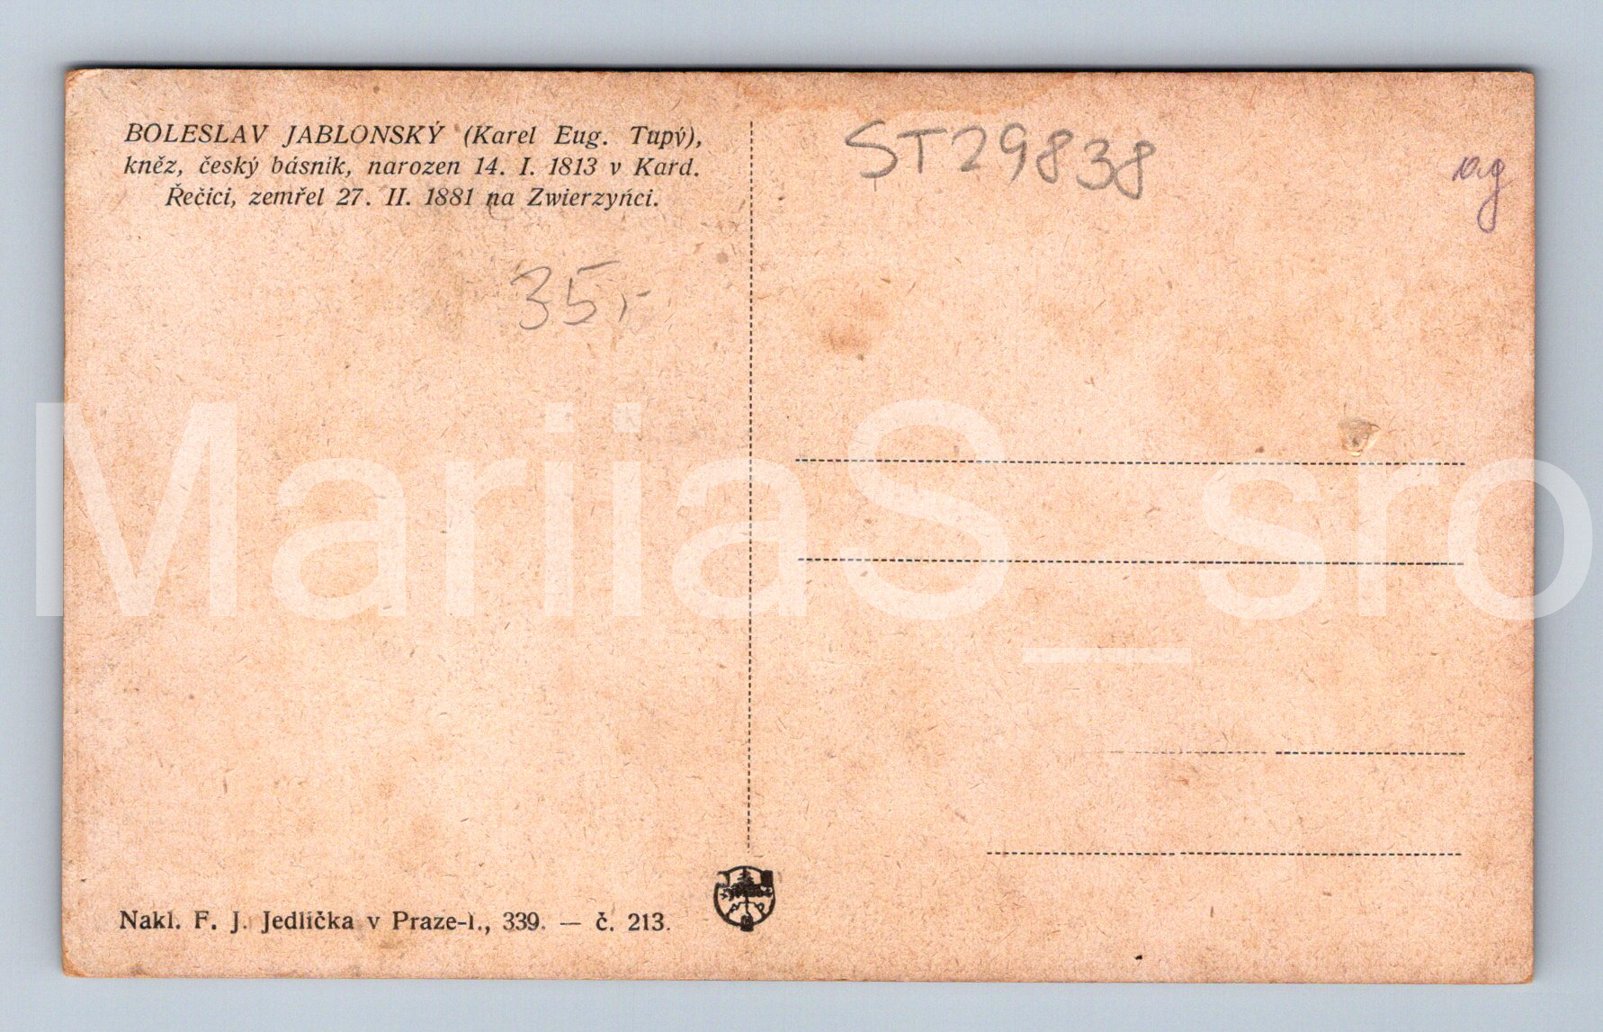 BOLESLAV JABLONSKÝ (Karel Eug. Tupý),
kněz, český básník, narozen 14. I. 1813 v Kard.
Řečici, zemřel 27. II. 1881 na Zwierzyńci.
ST29838
35,-
MariiaS_sro
Nakl. F. J. Jedlička v Praze-I., 339. — č. 213.